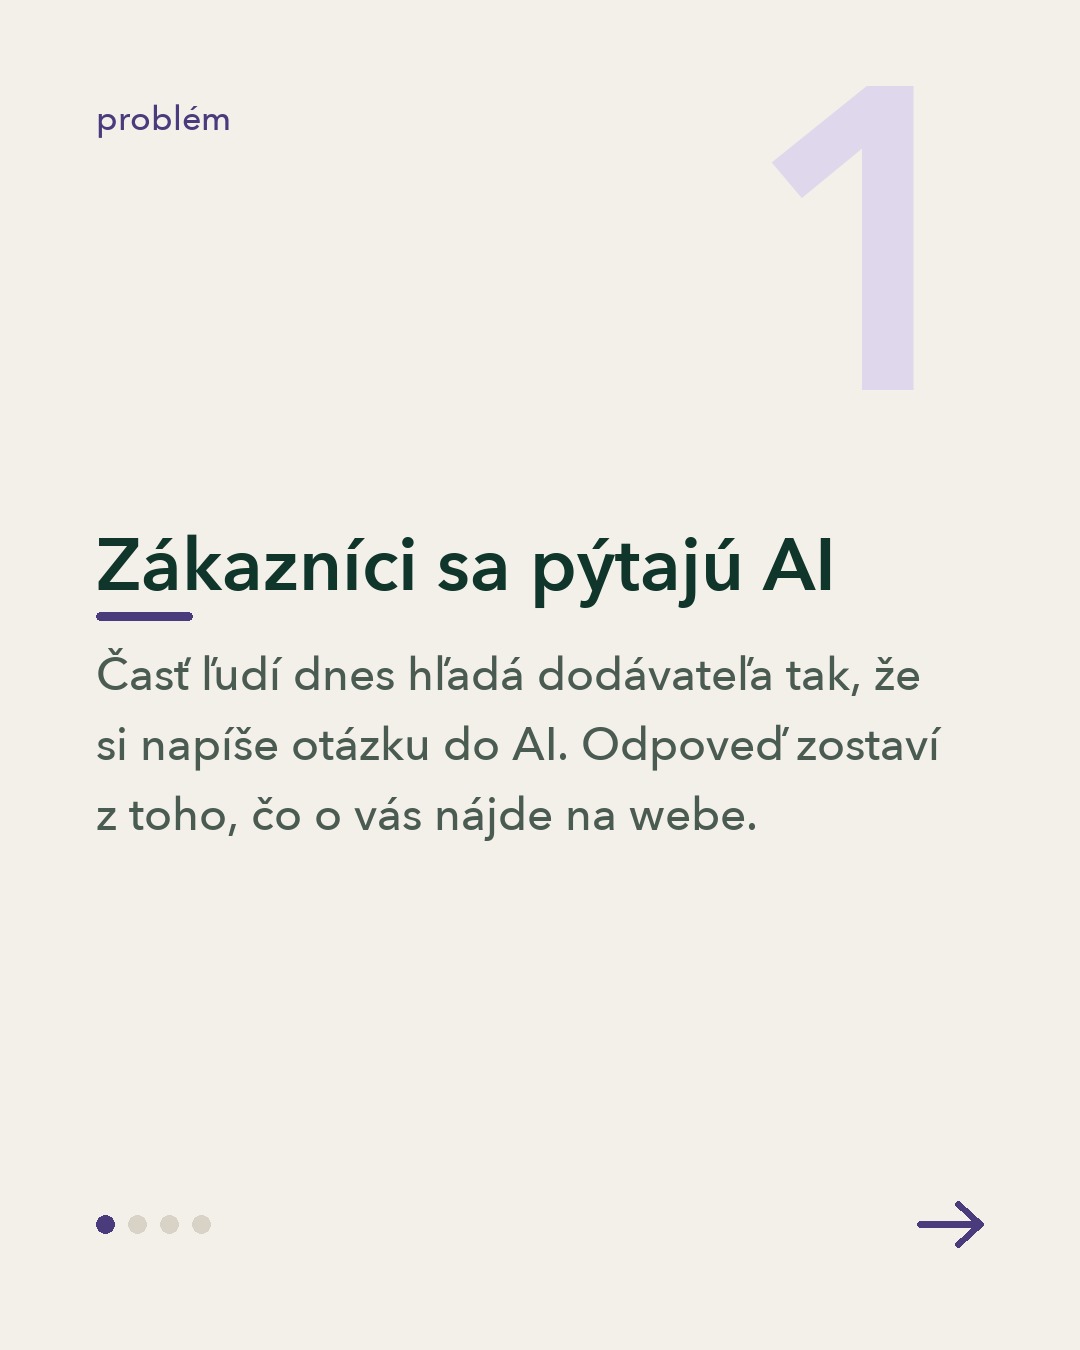 problém
1
Zákazníci sa pýtajú AI
Časť ľudí dnes hľadá dodávateľa tak, že
si napíše otázku do AI. Odpoveď zostaví
z toho, čo o vás nájde na webe.